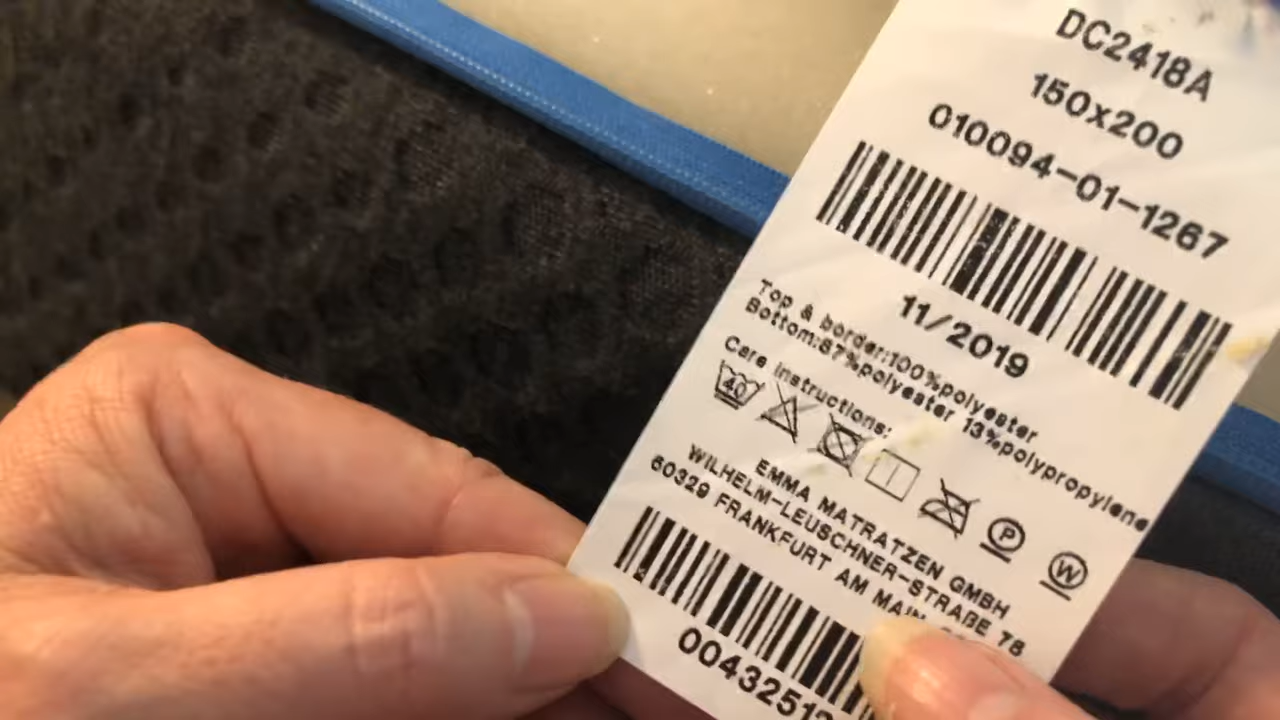 DC2418A
150x200
010094-01-1267
11/2019
Top & border:100%polyester
Bottom:87%polyester 13%polypropylene
Care instructions:
40
P
W
EMMA MATRATZEN GMBH
WILHELM-LEUSCHNER-STRAßE 78
60329 FRANKFURT AM MAIN,